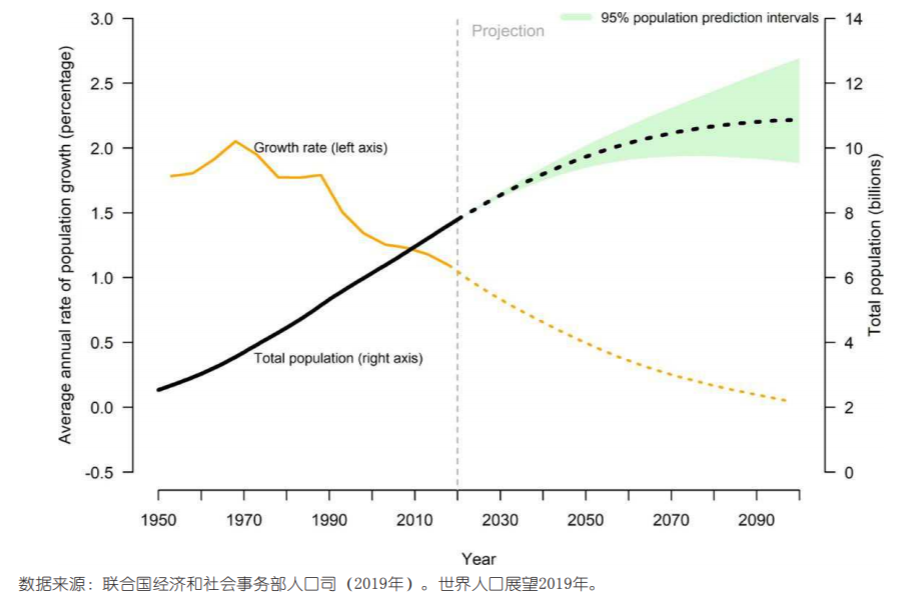 95% population prediction intervals
Projection
Growth rate (left axis)
Total population (right axis)
Average annual rate of population growth (percentage)
3.0
2.5
2.0
1.5
1.0
0.5
0.0
-0.5
14
12
10
8
6
4
2
0
Total population (billions)
1950 1970 1990 2010 2030 2050 2070 2090
Year
数据来源：联合国经济和社会事务部人口司（2019年）。世界人口展望2019年。